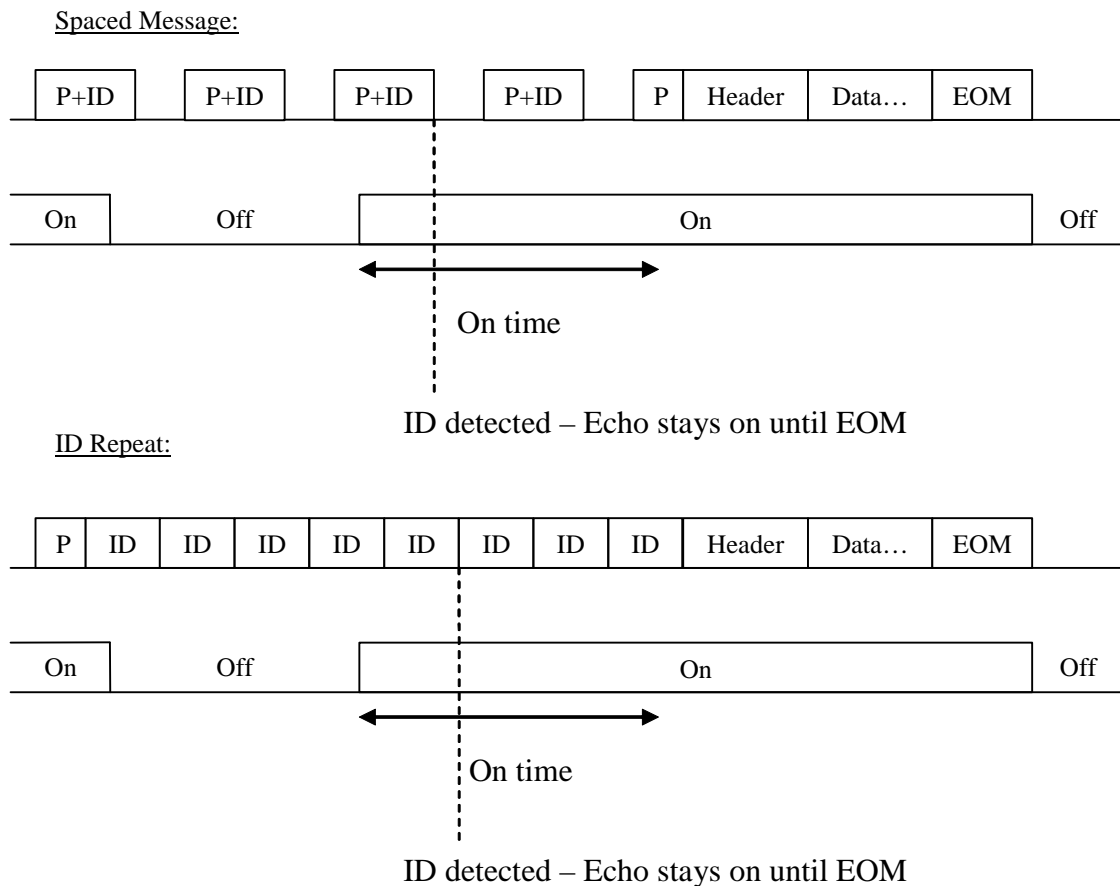 Spaced Message:
P+ID P+ID P+ID P+ID P Header Data… EOM
On Off On Off
On time
ID detected – Echo stays on until EOM
ID Repeat:
P ID ID ID ID ID ID ID ID Header Data… EOM
On Off On Off
On time
ID detected – Echo stays on until EOM